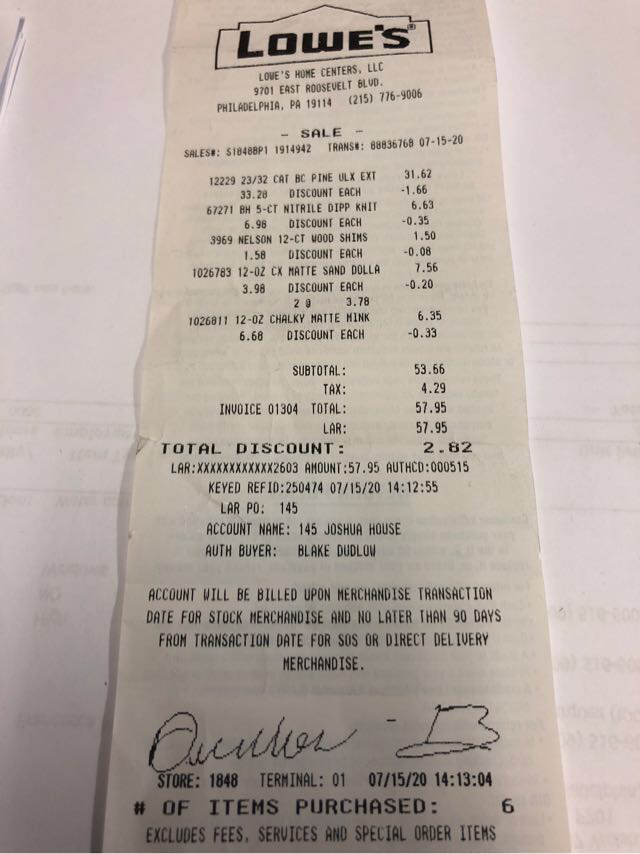 LOWE'S®
LOWE'S HOME CENTERS, LLC
9701 EAST ROOSEVELT BLVD.
PHILADELPHIA, PA 19114 (215) 776-9006
- SALE -
SALES#: S1848BP1 1914942 TRANS#: 88836768 07-15-20
12229 23/32 CAT BC PINE ULX EXT 31.62
33.28 DISCOUNT EACH -1.66
67271 BH 5-CT NITRILE DIPP KNIT 6.63
6.98 DISCOUNT EACH -0.35
3969 NELSON 12-CT WOOD SHIMS 1.50
1.58 DISCOUNT EACH -0.08
1026783 12-OZ CX MATTE SAND DOLLA 7.56
3.98 DISCOUNT EACH -0.20
2 @ 3.78
1026811 12-OZ CHALKY MATTE MINK 6.35
6.68 DISCOUNT EACH -0.33
SUBTOTAL: 53.66
TAX: 4.29
INVOICE 01304 TOTAL: 57.95
LAR: 57.95
TOTAL DISCOUNT: 2.82
LAR:XXXXXXXXXXXX2603 AMOUNT:57.95 AUTHCD:000515
KEYED REFID:250474 07/15/20 14:12:55
LAR PO: 145
ACCOUNT NAME: 145 JOSHUA HOUSE
AUTH BUYER: BLAKE DUDLOW
ACCOUNT WILL BE BILLED UPON MERCHANDISE TRANSACTION
DATE FOR STOCK MERCHANDISE AND NO LATER THAN 90 DAYS
FROM TRANSACTION DATE FOR SOS OR DIRECT DELIVERY
MERCHANDISE.
STORE: 1848 TERMINAL: 01 07/15/20 14:13:04
# OF ITEMS PURCHASED: 6
EXCLUDES FEES, SERVICES AND SPECIAL ORDER ITEMS